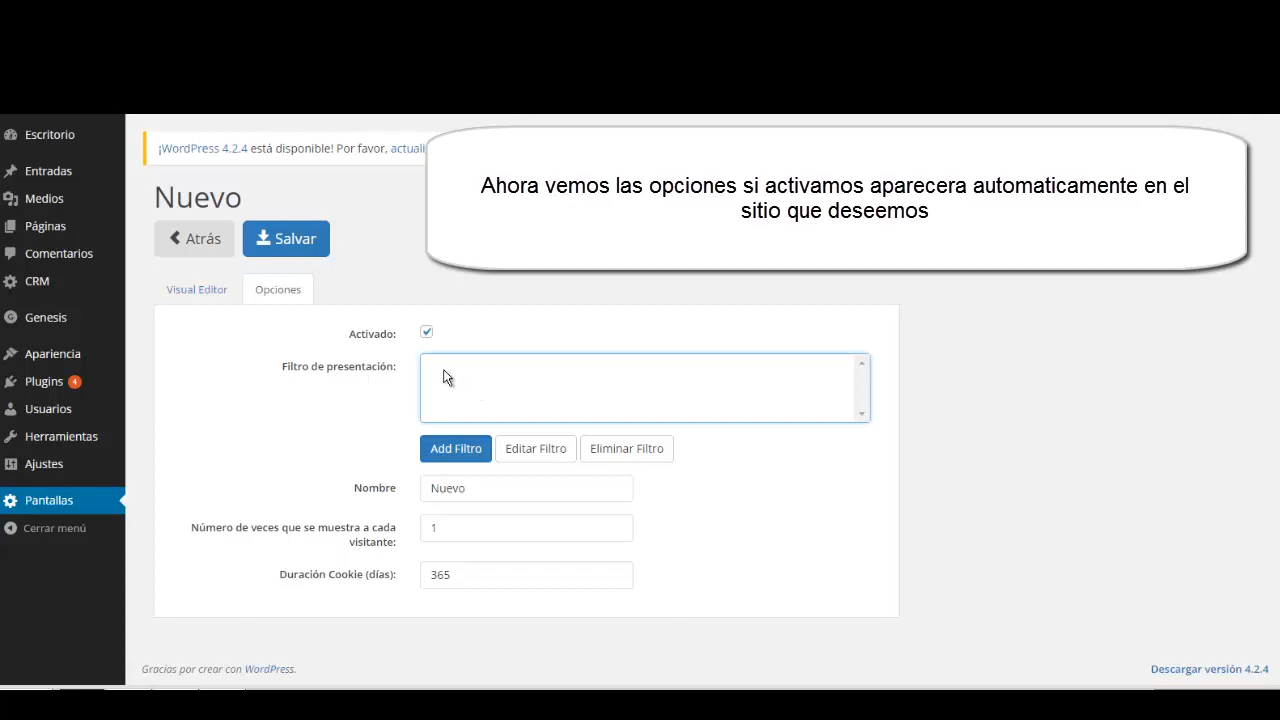 Escritorio
Entradas
Medios
Páginas
Comentarios
CRM
Genesis
Apariencia
Plugins 4
Usuarios
Herramientas
Ajustes
Pantallas
Cerrar menú
¡WordPress 4.2.4 está disponible! Por favor, actuali
Ahora vemos las opciones si activamos aparecera automaticamente en el
sitio que deseemos
Nuevo
Atrás Salvar
Visual Editor Opciones
Activado:
Filtro de presentación:
Add Filtro Editar Filtro Eliminar Filtro
Nombre Nuevo
Número de veces que se muestra a cada 1
visitante:
Duración Cookie (días): 365
Gracias por crear con WordPress. Descargar versión 4.2.4